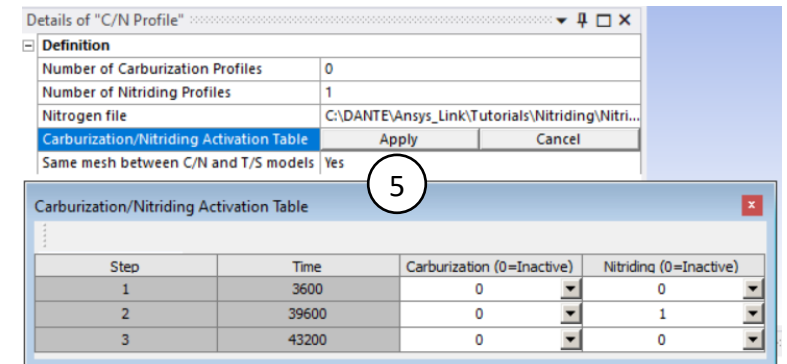 Details of "C/N Profile"
Definition
Number of Carburization Profiles 0
Number of Nitriding Profiles 1
Nitrogen file C:\DANTE\Ansys_Link\Tutorials\Nitriding\Nitri...
Carburization/Nitriding Activation Table Apply Cancel
Same mesh between C/N and T/S models Yes
5
Carburization/Nitriding Activation Table
Step Time Carburization (0=Inactive) Nitriding (0=Inactive)
1 3600 0 0
2 39600 0 1
3 43200 0 0